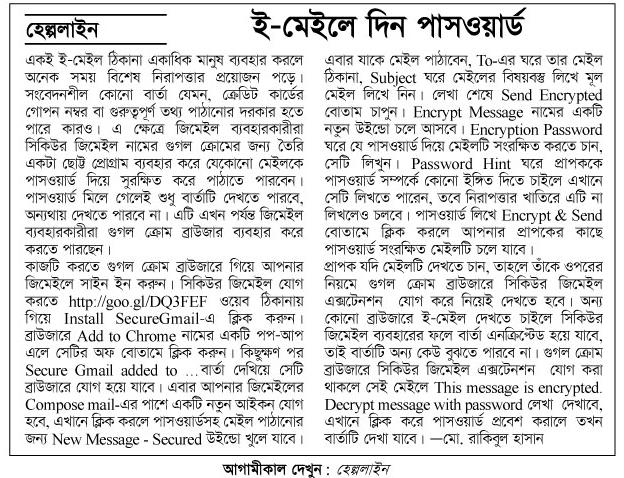 হেল্পলাইন
ই-মেইলে দিন পাসওয়ার্ড
একই ই-মেইল ঠিকানা একাধিক মানুষ ব্যবহার করলে
অনেক সময় বিশেষ নিরাপত্তার প্রয়োজন পড়ে।
সংবেদনশীল কোনো বার্তা যেমন, ক্রেডিট কার্ডের
গোপন নম্বর বা গুরুত্বপূর্ণ তথ্য পাঠানোর দরকার হতে
পারে কারও। এ ক্ষেত্রে জিমেইল ব্যবহারকারীরা
সিকিউর জিমেইল নামের গুগল ক্রোমের জন্য তৈরি
একটা ছোট্ট প্রোগ্রাম ব্যবহার করে যেকোনো মেইলকে
পাসওয়ার্ড দিয়ে সুরক্ষিত করে পাঠাতে পারবেন।
পাসওয়ার্ড মিলে গেলেই শুধু বার্তাটি দেখতে পারবে,
অন্যথায় দেখতে পারবে না। এটি এখন পর্যন্ত জিমেইল
ব্যবহারকারীরা গুগল ক্রোম ব্রাউজার ব্যবহার করে
করতে পারছেন।
কাজটি করতে গুগল ক্রোম ব্রাউজারে গিয়ে আপনার
জিমেইলে সাইন ইন করুন। সিকিউর জিমেইল যোগ
করতে http://goo.gl/DQ3FEF ওয়েব ঠিকানায়
গিয়ে Install SecureGmail-এ ক্লিক করুন।
ব্রাউজারে Add to Chrome নামের একটি পপ-আপ
এলে সেটির অফ বোতামে ক্লিক করুন। কিছুক্ষণ পর
Secure Gmail added to ... বার্তা দেখিয়ে সেটি
ব্রাউজারে যোগ হয়ে যাবে। এবার আপনার জিমেইলের
Compose mail-এর পাশে একটি নতুন আইকন যোগ
হবে, এখানে ক্লিক করলে পাসওয়ার্ডসহ মেইল পাঠানোর
জন্য New Message - Secured উইন্ডো খুলে যাবে।
এবার যাকে মেইল পাঠাবেন, To-এর ঘরে তার মেইল
ঠিকানা, Subject ঘরে মেইলের বিষয়বস্তু লিখে মূল
মেইল লিখে নিন। লেখা শেষে Send Encrypted
বোতাম চাপুন। Encrypt Message নামের একটি
নতুন উইন্ডো চলে আসবে। Encryption Password
ঘরে যে পাসওয়ার্ড দিয়ে মেইলটি সংরক্ষিত করতে চান,
সেটি লিখুন। Password Hint ঘরে প্রাপককে
পাসওয়ার্ড সম্পর্কে কোনো ইঙ্গিত দিতে চাইলে এখানে
সেটি লিখতে পারেন, তবে নিরাপত্তার খাতিরে এটি না
লিখলেও চলবে। পাসওয়ার্ড লিখে Encrypt & Send
বোতামে ক্লিক করলে আপনার প্রাপকের কাছে
পাসওয়ার্ড সংরক্ষিত মেইলটি চলে যাবে।
প্রাপক যদি মেইলটি দেখতে চান, তাহলে তাঁকে ওপরের
নিয়মে গুগল ক্রোম ব্রাউজারে সিকিউর জিমেইল
এক্সটেনশন যোগ করে নিয়েই দেখতে হবে। অন্য
কোনো ব্রাউজারে ই-মেইল দেখতে চাইলে সিকিউর
জিমেইল ব্যবহারের ফলে বার্তা এনক্রিপ্টেড হয়ে যাবে,
তাই বার্তাটি অন্য কেউ বুঝতে পারবে না। গুগল ক্রোম
ব্রাউজারে সিকিউর জিমেইল এক্সটেনশন যোগ করা
থাকলে সেই মেইলে This message is encrypted.
Decrypt message with password লেখা দেখাবে,
এখানে ক্লিক করে পাসওয়ার্ড প্রবেশ করালে তখন
বার্তাটি দেখা যাবে। —মো. রাকিবুল হাসান
আগামীকাল দেখুন : হেল্পলাইন